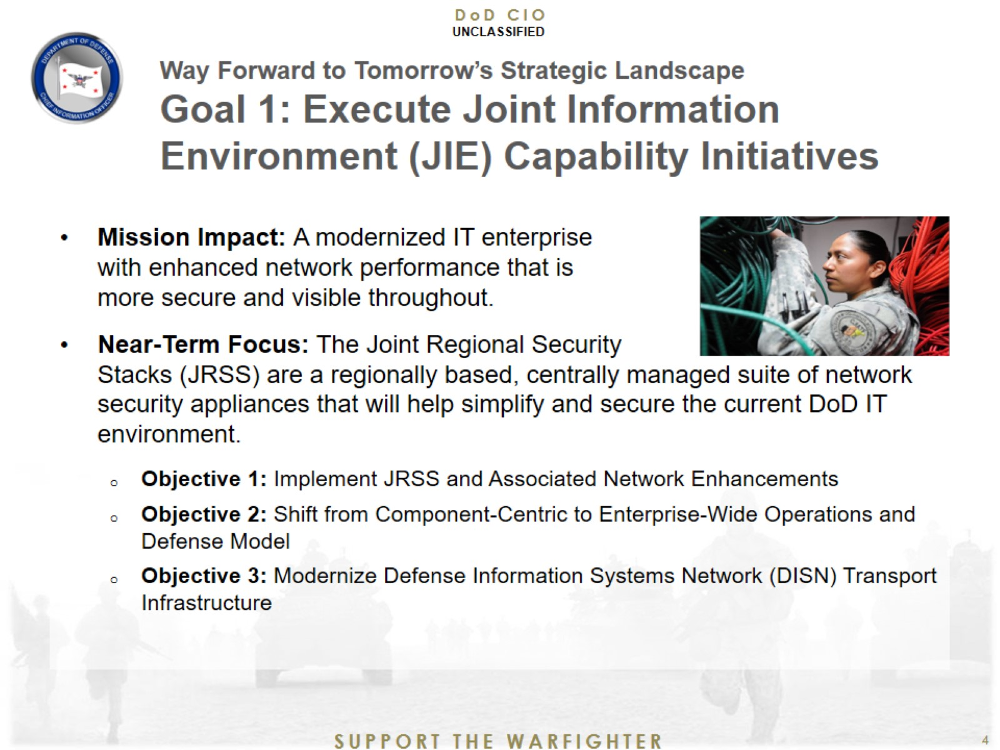 DoD CIO
UNCLASSIFIED
DEPARTMENT OF DEFENSE
CHIEF INFORMATION OFFICER
Way Forward to Tomorrow’s Strategic Landscape
Goal 1: Execute Joint Information
Environment (JIE) Capability Initiatives
• Mission Impact: A modernized IT enterprise
with enhanced network performance that is
more secure and visible throughout.
• Near-Term Focus: The Joint Regional Security
Stacks (JRSS) are a regionally based, centrally managed suite of network
security appliances that will help simplify and secure the current DoD IT
environment.
o Objective 1: Implement JRSS and Associated Network Enhancements
o Objective 2: Shift from Component-Centric to Enterprise-Wide Operations and
Defense Model
o Objective 3: Modernize Defense Information Systems Network (DISN) Transport
Infrastructure
SUPPORT THE WARFIGHTER
4